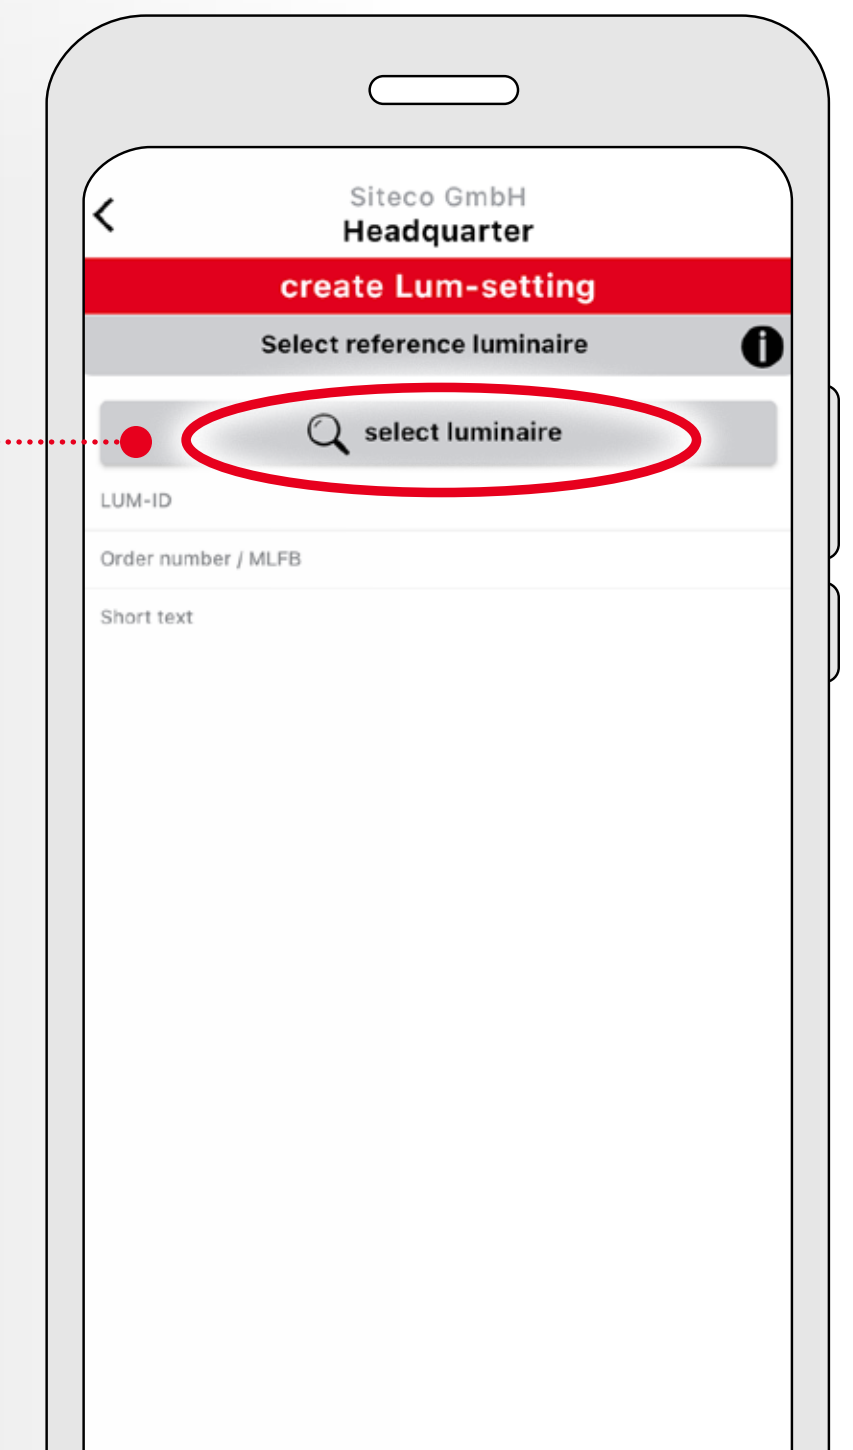 Siteco GmbH
Headquarter
create Lum-setting
Select reference luminaire
select luminaire
LUM-ID
Order number / MLFB
Short text